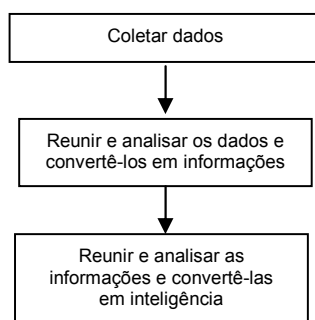 Coletar dados
Reunir e analisar os dados e
convertê-los em informações
Reunir e analisar as
informações e convertê-las
em inteligência